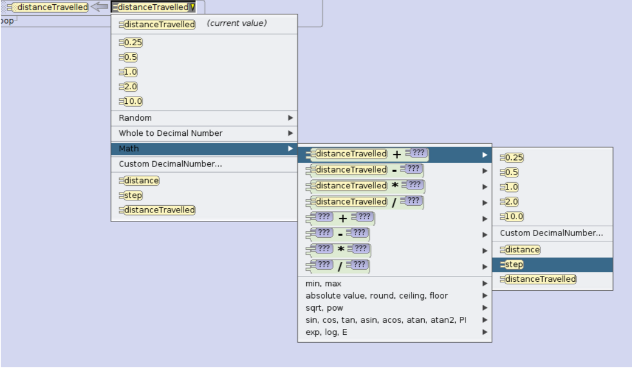 distanceTravelled distanceTravelled
oop
distanceTravelled (current value)
0.25
0.5
1.0
2.0
10.0
Random
Whole to Decimal Number
Math
Custom DecimalNumber...
distance
step
distanceTravelled
distanceTravelled + ???
distanceTravelled - ???
distanceTravelled * ???
distanceTravelled / ???
??? + ???
??? - ???
??? * ???
??? / ???
min, max
absolute value, round, ceiling, floor
sqrt, pow
sin, cos, tan, asin, acos, atan, atan2, PI
exp, log, E
0.25
0.5
1.0
2.0
10.0
Custom DecimalNumber...
distance
step
distanceTravelled